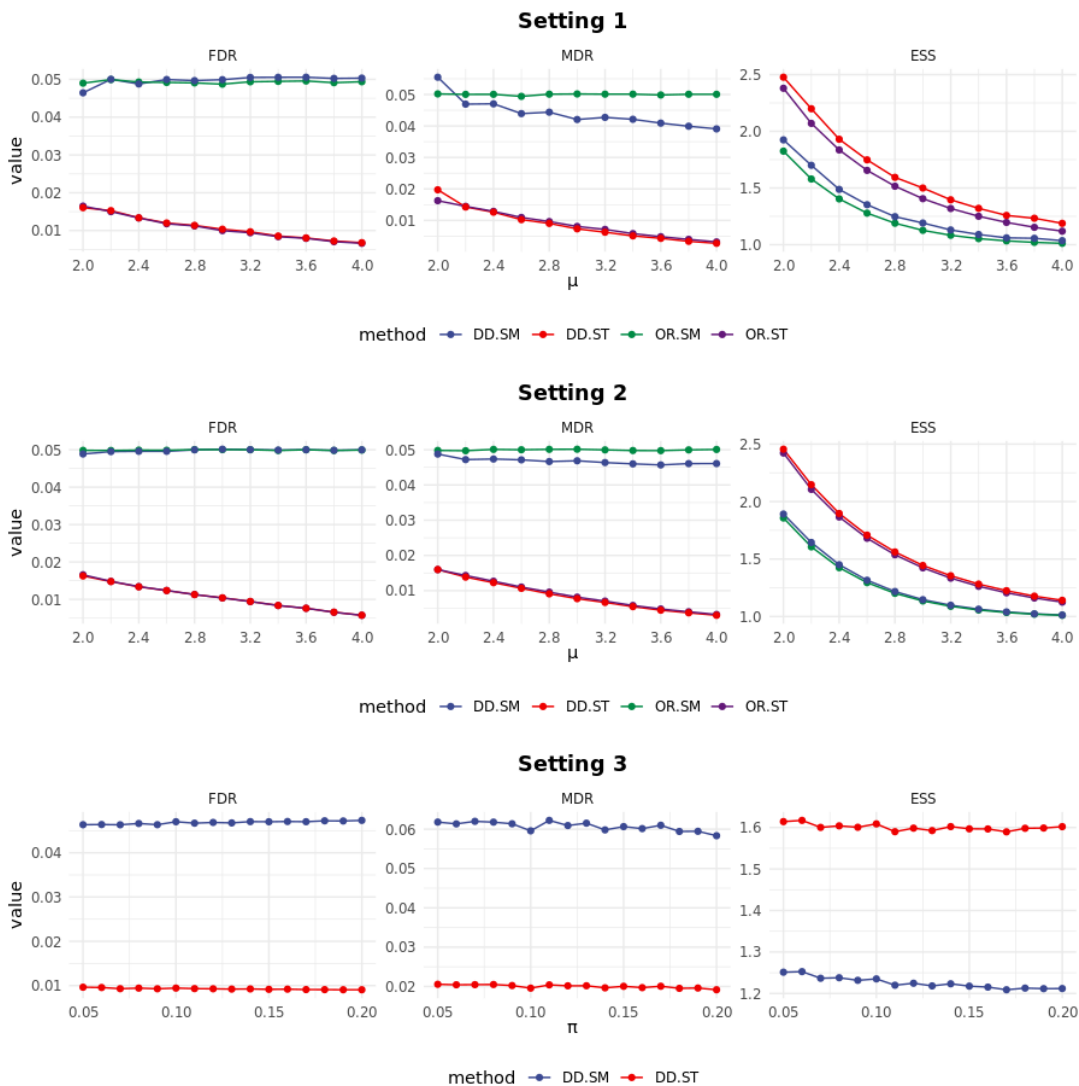 Setting 1
FDR MDR ESS
value
0.05 0.04 0.03 0.02 0.01
0.05 0.04 0.03 0.02 0.01
2.5 2.0 1.5 1.0
2.0 2.4 2.8 3.2 3.6 4.0 2.0 2.4 2.8 3.2 3.6 4.0 2.0 2.4 2.8 3.2 3.6 4.0
μ
method DD.SM DD.ST OR.SM OR.ST
Setting 2
FDR MDR ESS
value
0.05 0.04 0.03 0.02 0.01
0.05 0.04 0.03 0.02 0.01
2.5 2.0 1.5 1.0
2.0 2.4 2.8 3.2 3.6 4.0 2.0 2.4 2.8 3.2 3.6 4.0 2.0 2.4 2.8 3.2 3.6 4.0
μ
method DD.SM DD.ST OR.SM OR.ST
Setting 3
FDR MDR ESS
value
0.04 0.03 0.02 0.01
0.06 0.05 0.04 0.03 0.02
1.6 1.5 1.4 1.3 1.2
0.05 0.10 0.15 0.20 0.05 0.10 0.15 0.20 0.05 0.10 0.15 0.20
π
method DD.SM DD.ST